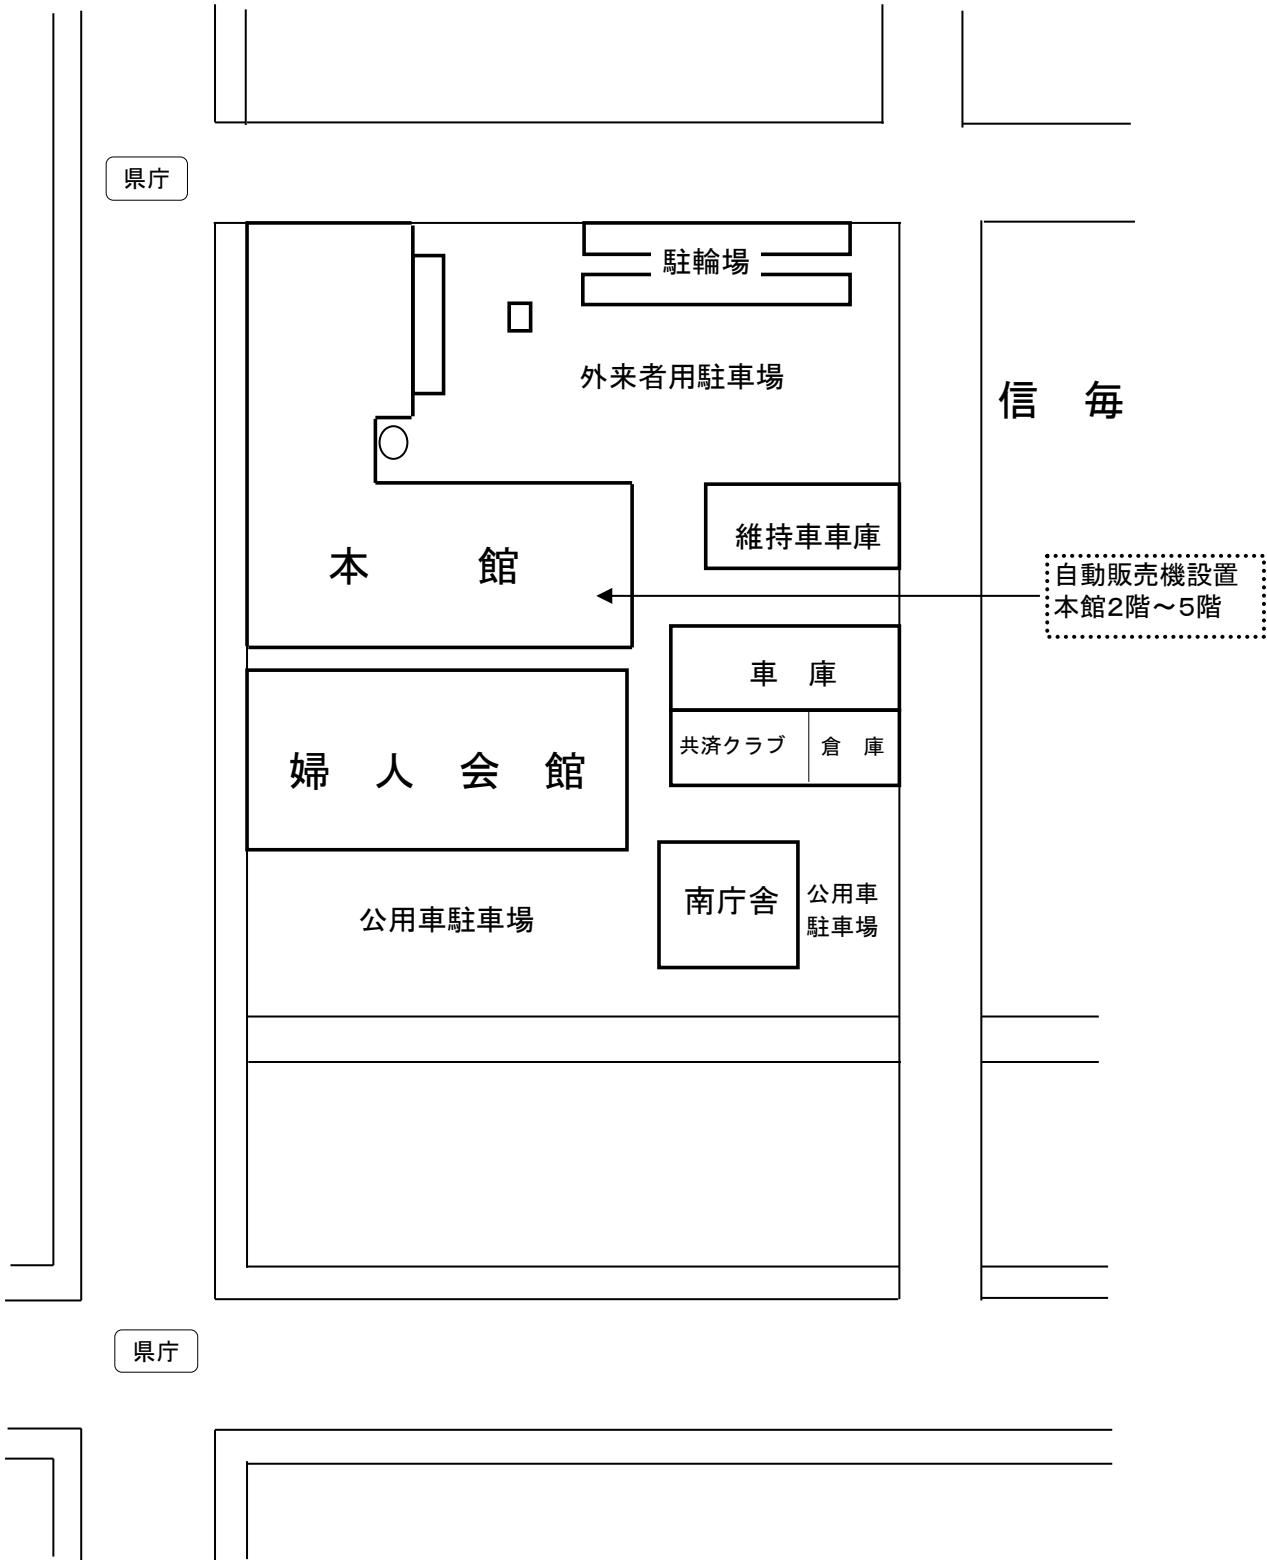 県庁
駐輪場
外来者用駐車場
信　毎
維持車車庫
本　　館
自動販売機設置
本館2階～5階
車　庫
共済クラブ
倉　庫
婦　人　会　館
南庁舎
公用車
駐車場
公用車駐車場
県庁